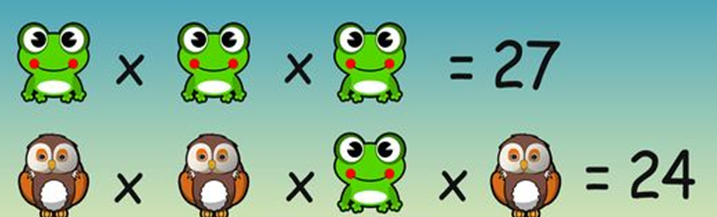 x x = 27
x x x = 24